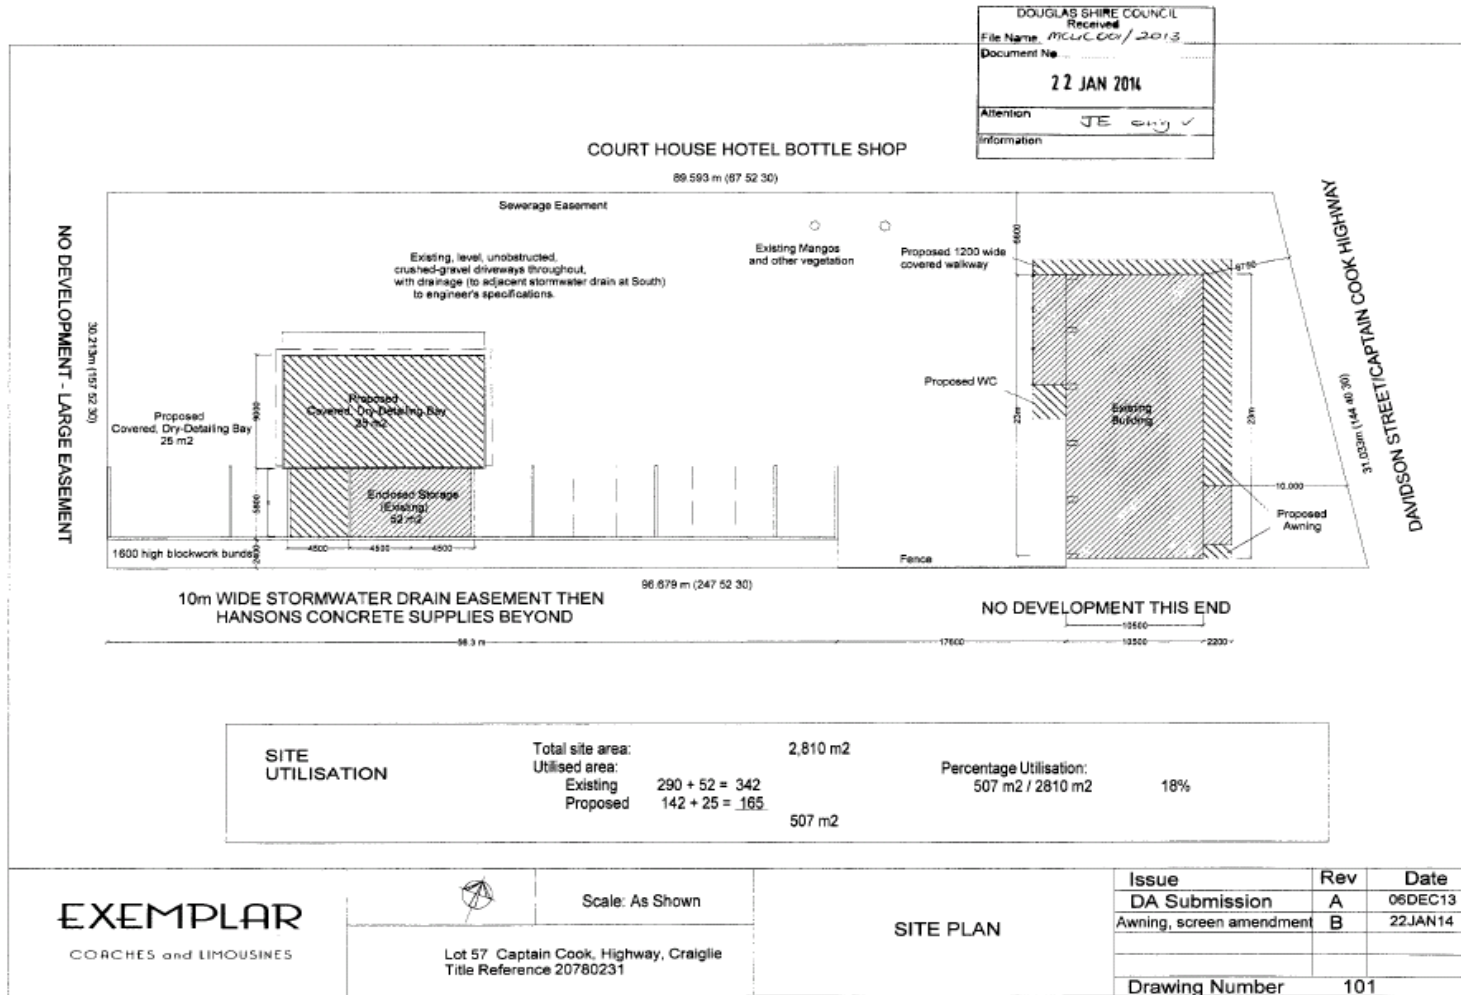 DOUGLAS SHIRE COUNCIL
Received
File Name MCUC001/2013
Document No
22 JAN 2014
Attention JE orig ✓
Information
COURT HOUSE HOTEL BOTTLE SHOP
89.593 m (67 52 30)
Sewerage Easement
Existing, level, unobstructed,
crushed-gravel driveways throughout,
with drainage (to adjacent stormwater drain at South)
to engineer's specifications.
Existing Mangos
and other vegetation
Proposed 1200 wide
covered walkway
6600
8750
NO DEVELOPMENT - LARGE EASEMENT
30.213m (157 52 30)
DAVIDSON STREET/CAPTAIN COOK HIGHWAY
31.033m (144 40 30)
Proposed
Covered, Dry-Detailing Bay
25 m2
Proposed
Covered, Dry-Detailing Bay
25 m2
9000
Proposed WC
Existing
Building
23m
23m
Enclosed Storage
(Existing)
52 m2
5800
10.000
Proposed
Awning
1600 high blockwork bunds
2400
4500
4500
4500
Fence
96.679 m (247 52 30)
10m WIDE STORMWATER DRAIN EASEMENT THEN
HANSONS CONCRETE SUPPLIES BEYOND
NO DEVELOPMENT THIS END
10500
17600
10500
2200
SITE
UTILISATION
Total site area: 2,810 m2
Utilised area:
Existing 290 + 52 = 342
Proposed 142 + 25 = 165
507 m2
Percentage Utilisation:
507 m2 / 2810 m2 18%
EXEMPLAR
COACHES and LIMOUSINES
Scale: As Shown
Lot 57 Captain Cook, Highway, Craiglie
Title Reference 20780231
SITE PLAN
Issue Rev Date
DA Submission A 06DEC13
Awning, screen amendment B 22JAN14
Drawing Number 101